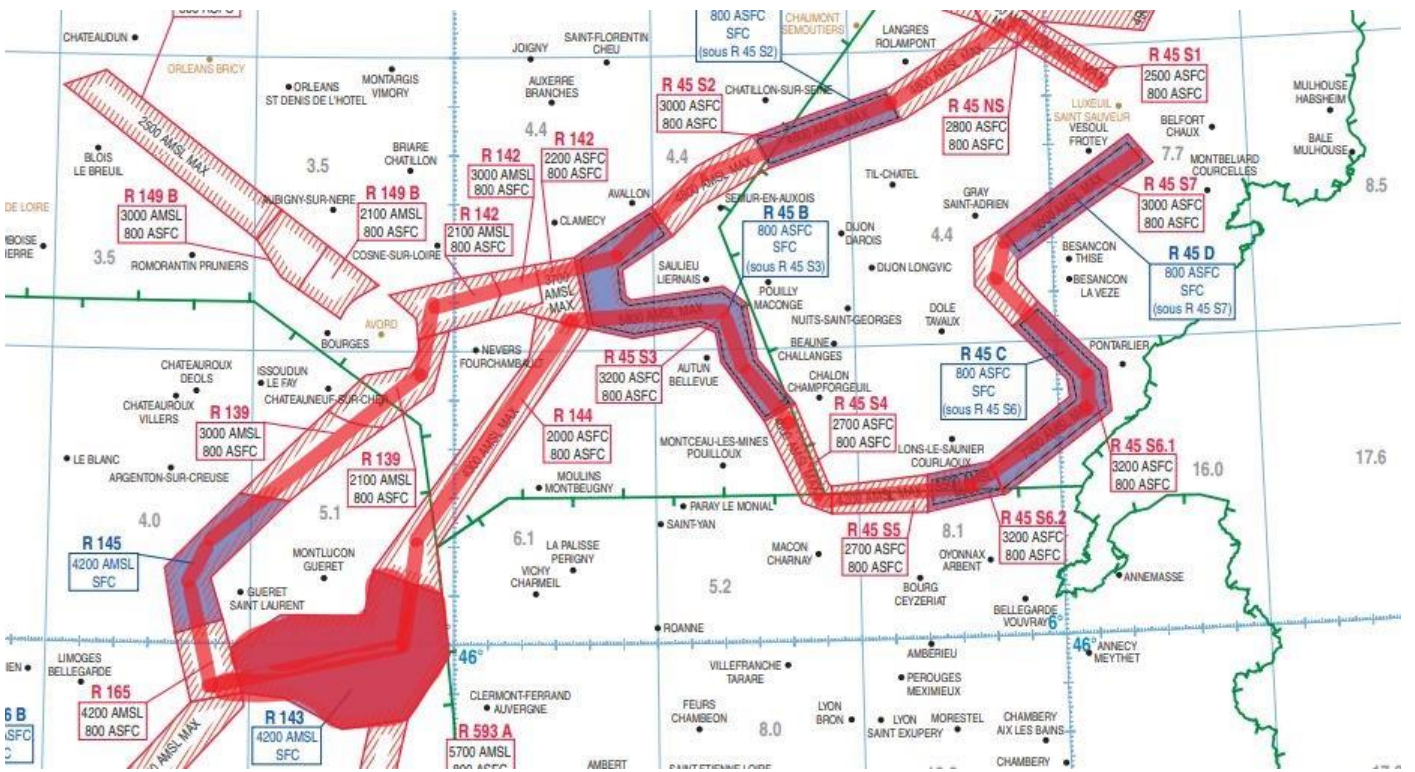 800 ASFC
SFC
(sous R 45 S2)
CHAUMONT
SEMOUTIERS
CHATEAUDUN
ORLEANS BRICY
JOIGNY
SAINT-FLORENTIN
CHEU
LANGRES
ROLAMPONT
R 45 S1
2500 ASFC
800 ASFC
ORLEANS
ST DENIS DE L'HOTEL
MONTARGIS
VIMORY
AUXERRE
BRANCHES
R 45 S2
3000 ASFC
800 ASFC
CHATILLON-SUR-SEINE
4800 AMSL MAX
R 45 NS
2800 ASFC
800 ASFC
LUXEUIL
SAINT SAUVEUR
MULHOUSE
HABSHEIM
2500 AMSL MAX
4.4
VESOUL
FROTEY
BELFORT
CHAUX
BALE
MULHOUSE
BLOIS
LE BREUIL
3.5
BRIARE
CHATILLON
R 142
3000 AMSL
800 ASFC
R 142
2200 ASFC
800 ASFC
4.4
7.7
MONTBELIARD
COURCELLES
8.5
R 149 B
3000 AMSL
800 ASFC
AUBIGNY-SUR-NERE
R 149 B
2100 AMSL
800 ASFC
AVALLON
SEMUR-EN-AUXOIS
TIL-CHATEL
GRAY
SAINT-ADRIEN
R 45 S7
3000 ASFC
800 ASFC
DE LOIRE
R 142
2100 AMSL
800 ASFC
CLAMECY
R 45 B
800 ASFC
SFC
(sous R 45 S3)
DIJON
DAROIS
4.4
3.5
ROMORANTIN PRUNIERS
COSNE-SUR-LOIRE
3700
AMSL
MAX
SAULIEU
LIERNAIS
POUILLY
MACONGE
DIJON LONGVIC
BESANCON
THISE
BESANCON
LA VEZE
R 45 D
800 ASFC
SFC
(sous R 45 S7)
AVORD
BOURGES
NEVERS
FOURCHAMBAULT
NUITS-SAINT-GEORGES
DOLE
TAVAUX
CHATEAUROUX
DEOLS
ISSOUDUN
LE FAY
R 45 S3
3200 ASFC
800 ASFC
AUTUN
BELLEVUE
BEAUNE
CHALLANGES
R 45 C
800 ASFC
SFC
(sous R 45 S6)
PONTARLIER
CHATEAUROUX
VILLERS
CHATEAUNEUF-SUR-CHER
CHALON
CHAMPFORGEUIL
R 139
3000 AMSL
800 ASFC
R 144
2000 ASFC
800 ASFC
R 45 S4
2700 ASFC
800 ASFC
LE BLANC
ARGENTON-SUR-CREUSE
R 139
2100 AMSL
800 ASFC
MONTCEAU-LES-MINES
POUILLOUX
LONS-LE-SAUNIER
COURLAOUX
R 45 S6.1
3200 ASFC
800 ASFC
16.0
17.6
MOULINS
MONTBEUGNY
4.0
5.1
PARAY LE MONIAL
SAINT-YAN
R 45 S5
2700 ASFC
800 ASFC
8.1
R 45 S6.2
3200 ASFC
800 ASFC
R 145
4200 AMSL
SFC
MONTLUCON
GUERET
6.1
LA PALISSE
PERIGNY
MACON
CHARNAY
OYONNAX
ARBENT
VICHY
CHARMEIL
5.2
BOURG
CEYZERIAT
ANNEMASSE
GUERET
SAINT LAURENT
BELLEGARDE
VOUVRAY
6°
ROANNE
46°
46°
AMBERIEU
ANNECY
MEYTHET
LIMOGES
BELLEGARDE
VILLEFRANCHE
TARARE
PEROUGES
MEXIMIEUX
R 165
4200 AMSL
800 ASFC
R 143
4200 AMSL
SFC
CLERMONT-FERRAND
AUVERGNE
FEURS
CHAMBEON
LYON
BRON
LYON
SAINT EXUPERY
MORESTEL
CHAMBERY
AIX LES BAINS
8.0
R 593 A
5700 AMSL
AMBERT
CHAMBERY